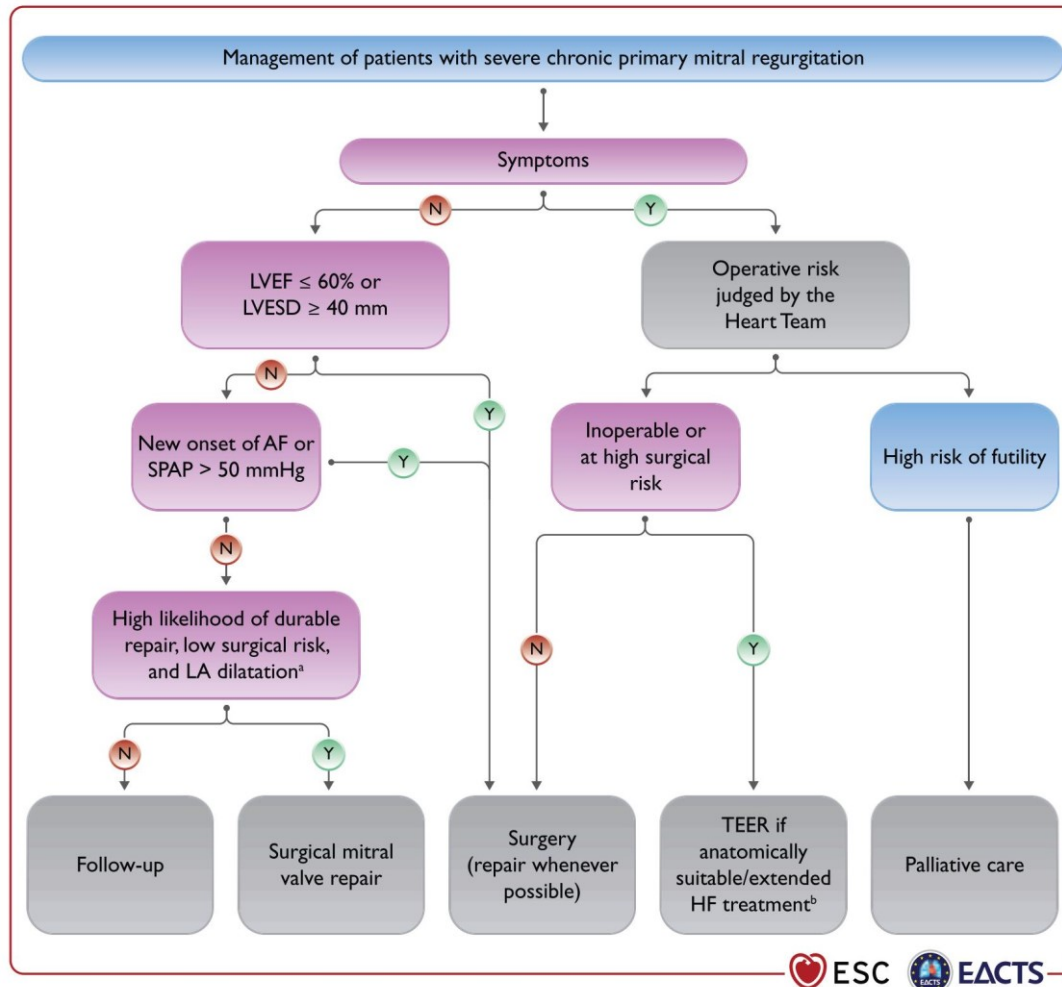 Management of patients with severe chronic primary mitral regurgitation
Symptoms
N
Y
LVEF ≤ 60% or
LVESD ≥ 40 mm
Operative risk
judged by the
Heart Team
N
Y
New onset of AF or
SPAP > 50 mmHg
Y
Inoperable or
at high surgical
risk
High risk of futility
N
High likelihood of durable
repair, low surgical risk,
and LA dilatationᵃ
N
Y
N
Y
Follow-up
Surgical mitral
valve repair
Surgery
(repair whenever
possible)
TEER if
anatomically
suitable/extended
HF treatmentᵇ
Palliative care
ESC
EACTS
EACTS